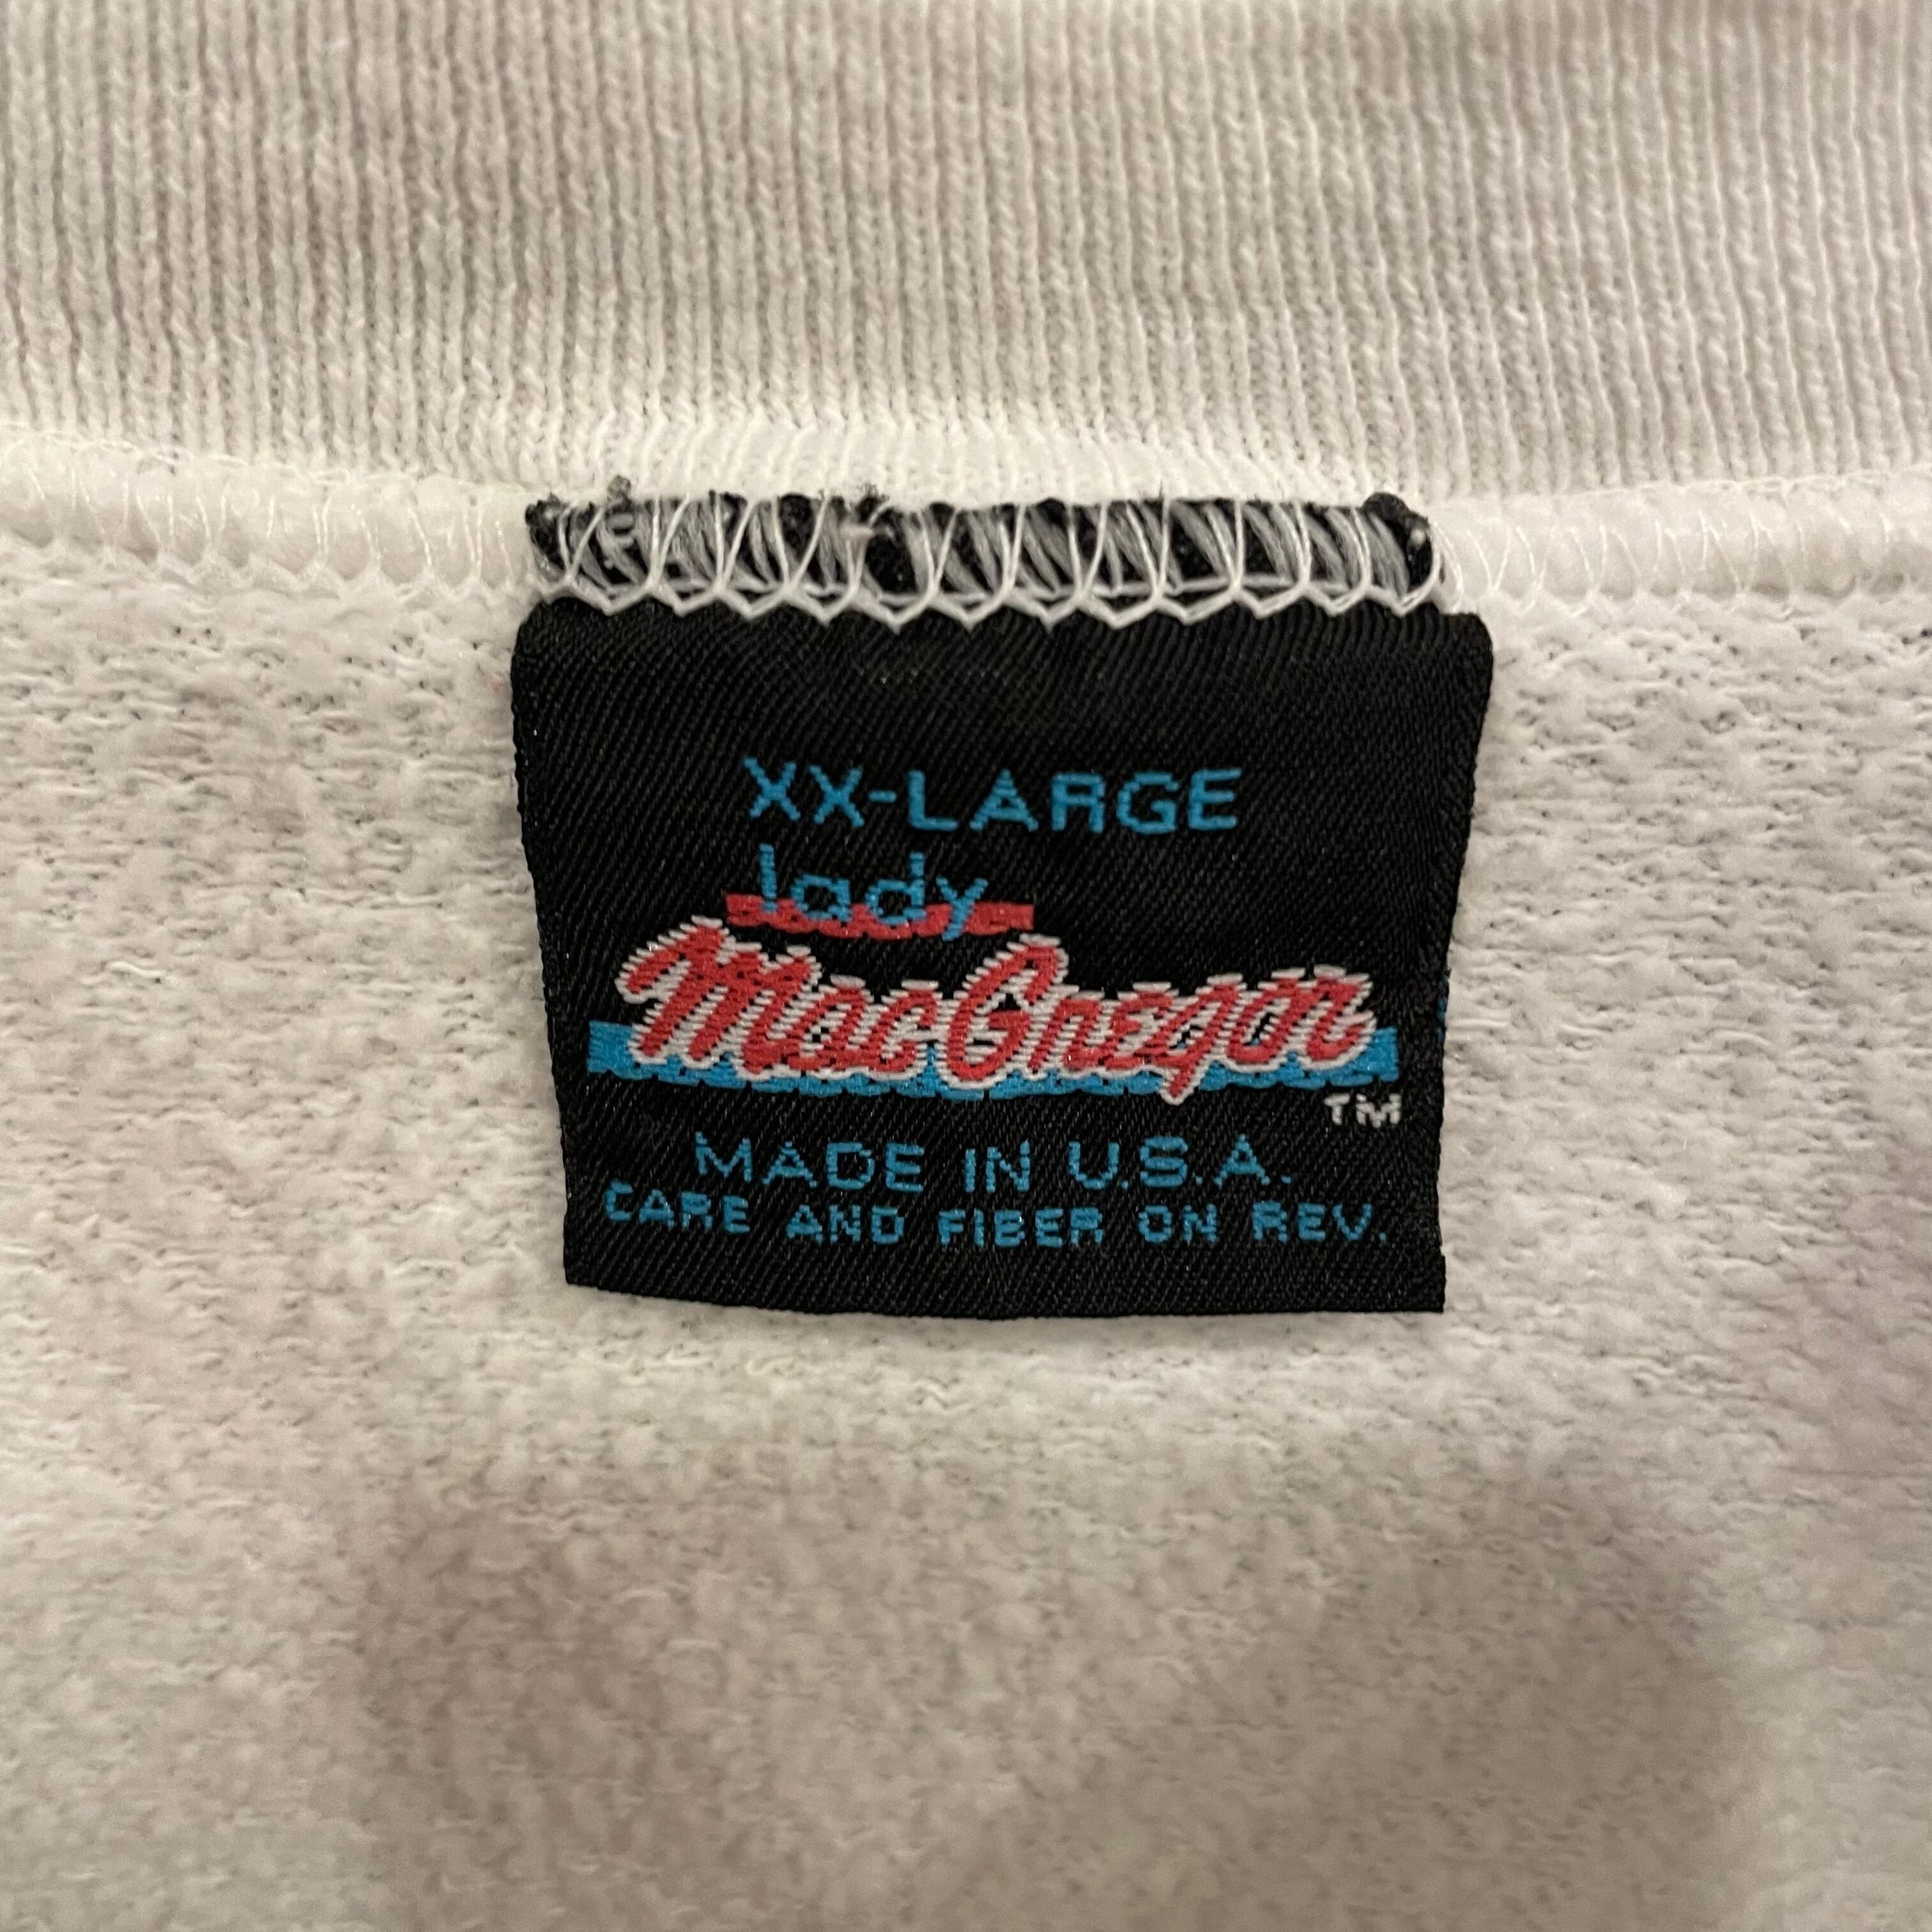 XX-LARGE
lady
MacGregor
TM
MADE IN U.S.A.
CARE AND FIBER ON REV.